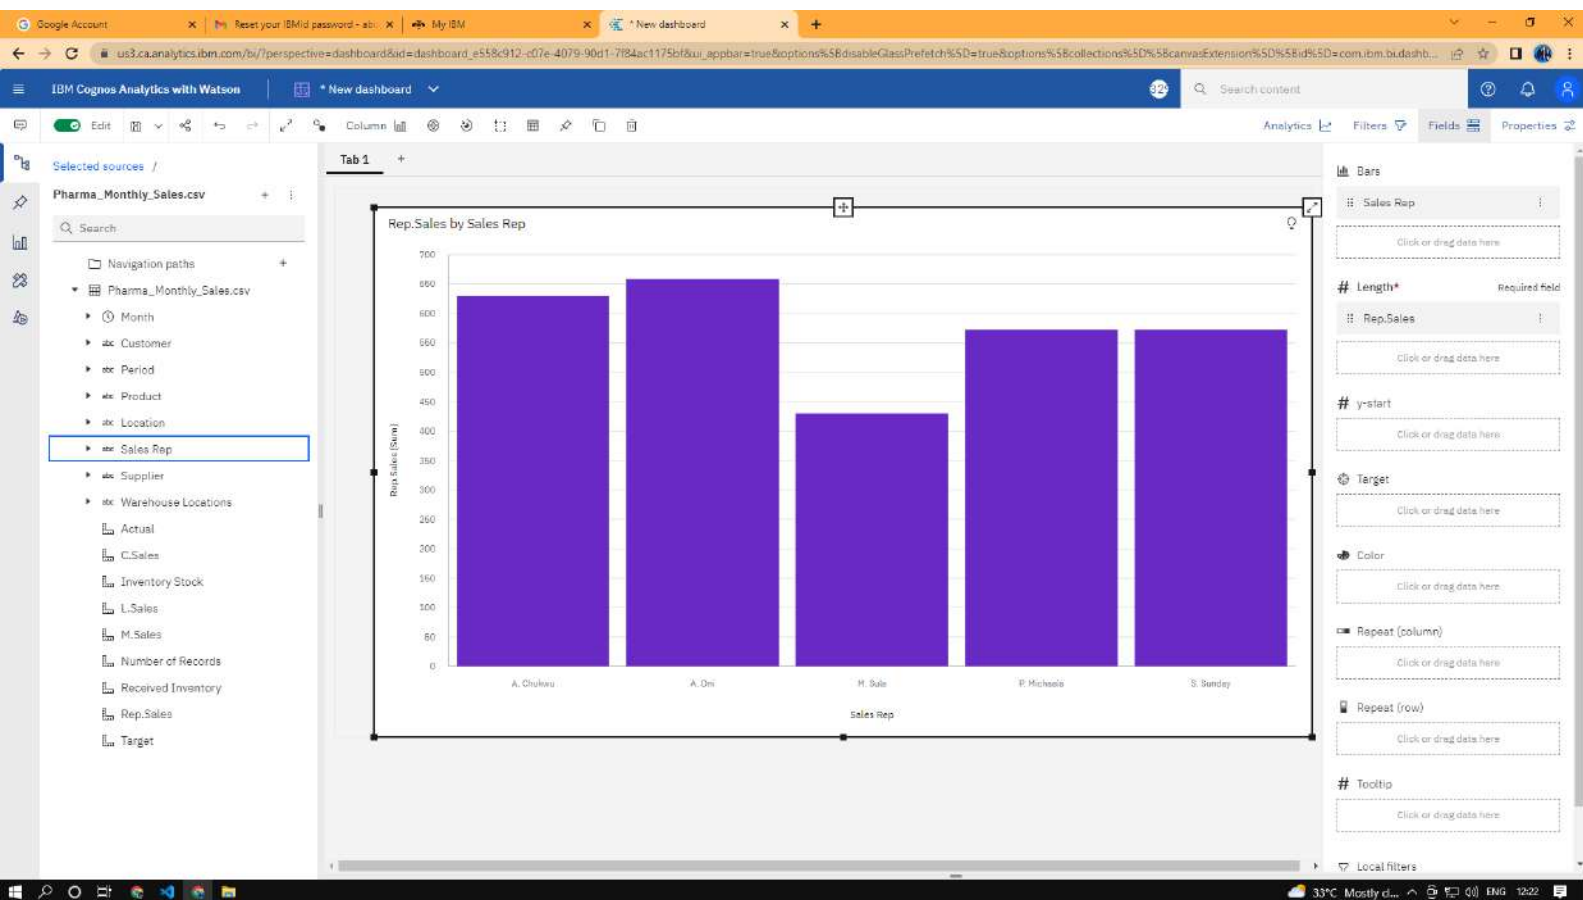 Google Account
Reset your IBMid password - abi
My IBM
* New dashboard
IBM Cognos Analytics with Watson
* New dashboard
Search content
Edit
Column
Analytics
Filters
Fields
Properties
Selected sources /
Tab 1
Pharma_Monthly_Sales.csv
Search
Navigation paths
Pharma_Monthly_Sales.csv
Month
Customer
Period
Product
Location
Sales Rep
Supplier
Warehouse Locations
Actual
C.Sales
Inventory Stock
L.Sales
M.Sales
Number of Records
Received Inventory
Rep.Sales
Target
Rep.Sales by Sales Rep
700
650
600
550
500
450
400
350
300
250
200
150
100
50
0
Rep.Sales (Sum)
A. Chukwu
A. Oni
M. Sule
P. Michaels
S. Sunday
Sales Rep
Bars
Sales Rep
Click or drag data here
Length*
Required field
Rep.Sales
Click or drag data here
y-start
Click or drag data here
Target
Click or drag data here
Color
Click or drag data here
Repeat (column)
Click or drag data here
Repeat (row)
Click or drag data here
Tooltip
Click or drag data here
Local filters
33°C Mostly cl...
ENG
12:22